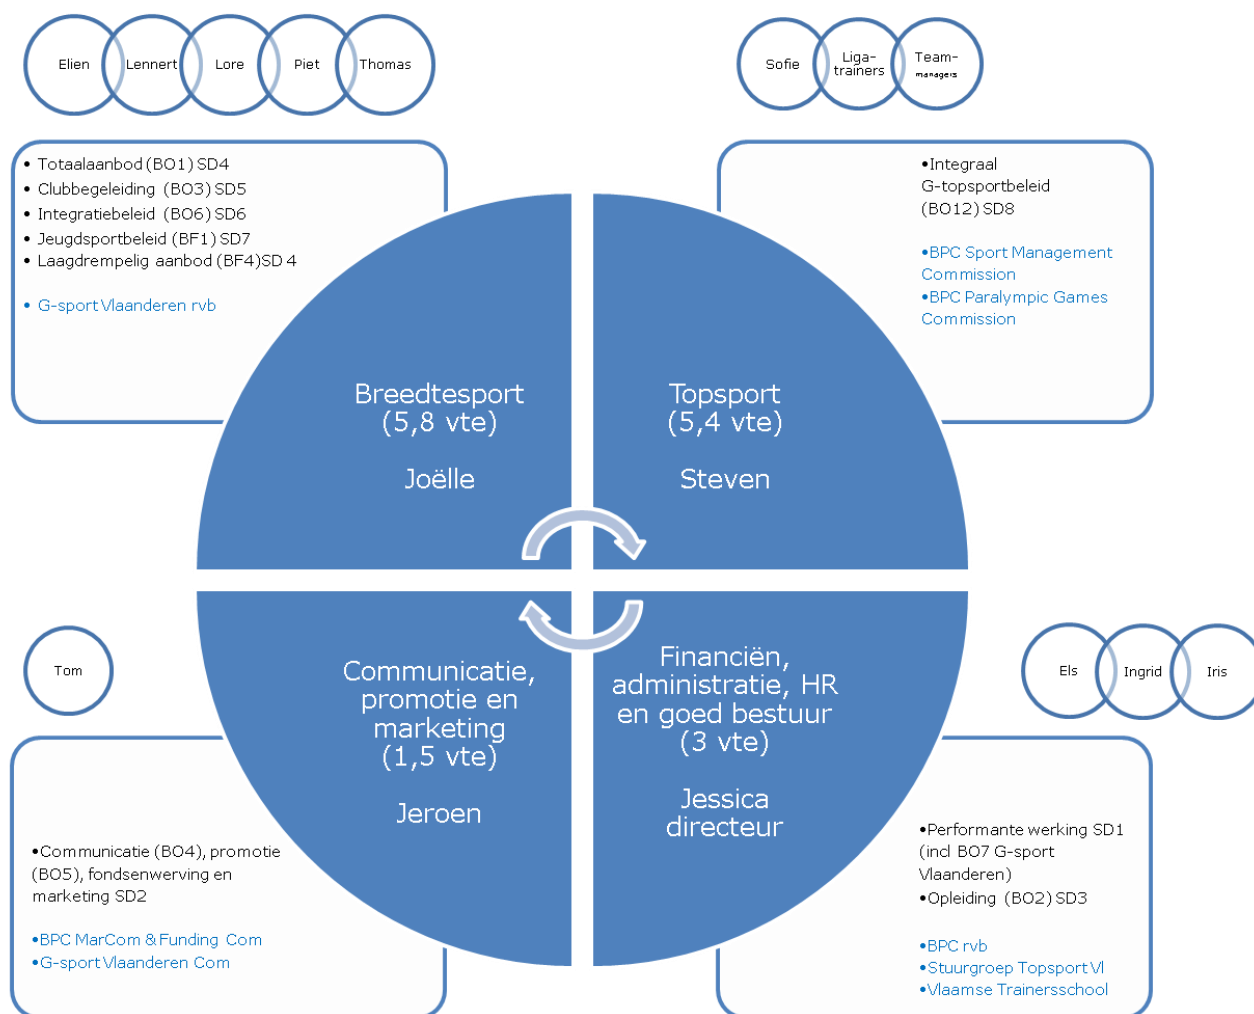 Elien
Lennert
Lore
Piet
Thomas
Sofie
Liga-
trainers
Team-
managers
• Totaalaanbod (BO1) SD4
• Clubbegeleiding (BO3) SD5
• Integratiebeleid (BO6) SD6
• Jeugdsportbeleid (BF1) SD7
• Laagdrempelig aanbod (BF4)SD 4
• G-sport Vlaanderen rvb
•Integraal
G-topsportbeleid
(BO12) SD8
•BPC Sport Management
Commission
•BPC Paralympic Games
Commission
Breedtesport
(5,8 vte)
Joëlle
Topsport
(5,4 vte)
Steven
Communicatie,
promotie en
marketing
(1,5 vte)
Jeroen
Financiën,
administratie, HR
en goed bestuur
(3 vte)
Jessica
directeur
Tom
Els
Ingrid
Iris
•Communicatie (BO4), promotie
(BO5), fondsenwerving en
marketing SD2
•BPC MarCom & Funding Com
•G-sport Vlaanderen Com
•Performante werking SD1
(incl BO7 G-sport
Vlaanderen)
•Opleiding (BO2) SD3
•BPC rvb
•Stuurgroep Topsport Vl
•Vlaamse Trainersschool